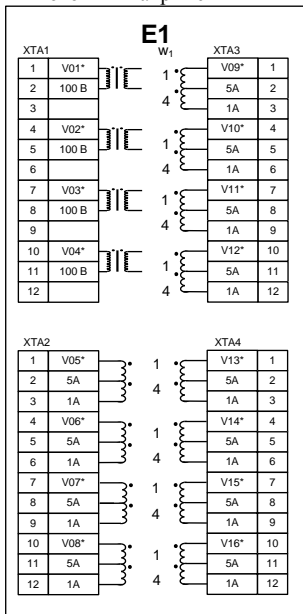 E1
XTA1 W1 XTA3
1 V01* 1 V09* 1
2 100 В 5A 2
3 4 1A 3
4 V02* 1 V10* 4
5 100 В 5A 5
6 4 1A 6
7 V03* 1 V11* 7
8 100 В 5A 8
9 4 1A 9
10 V04* 1 V12* 10
11 100 В 5A 11
12 4 1A 12
XTA2 XTA4
1 V05* 1 V13* 1
2 5A 5A 2
3 1A 4 1A 3
4 V06* 1 V14* 4
5 5A 5A 5
6 1A 4 1A 6
7 V07* 1 V15* 7
8 5A 5A 8
9 1A 4 1A 9
10 V08* 1 V16* 10
11 5A 5A 11
12 1A 4 1A 12